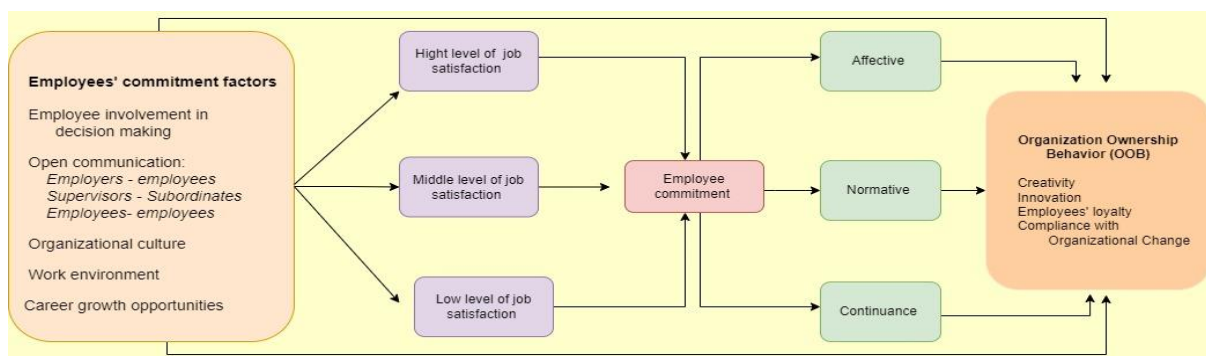 Employees' commitment factors
Employee involvement in
decision making
Open communication:
Employers - employees
Supervisors - Subordinates
Employees- employees
Organizational culture
Work environment
Career growth opportunities
Hight level of job
satisfaction
Middle level of job
satisfaction
Low level of job
satisfaction
Employee
commitment
Affective
Normative
Continuance
Organization Ownership
Behavior (OOB)
Creativity
Innovation
Employees' loyalty
Compliance with
Organizational Change